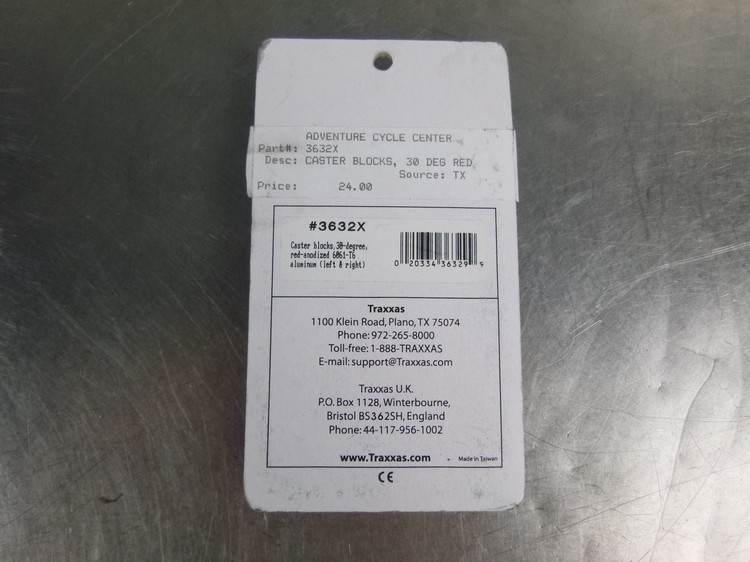 ADVENTURE CYCLE CENTER
Part#: 3632X
Desc: CASTER BLOCKS, 30 DEG RED
Source: TX
Price: 24.00
#3632X
Caster blocks,30-degree,
red-anodized 6061-T6
aluminum (left & right)
0 20334 36329 9
Traxxas
1100 Klein Road, Plano, TX 75074
Phone: 972-265-8000
Toll-free: 1-888-TRAXXAS
E-mail: support@Traxxas.com
Traxxas U.K.
P.O. Box 1128, Winterbourne,
Bristol BS362SH, England
Phone: 44-117-956-1002
www.Traxxas.com
Made in Taiwan
CE